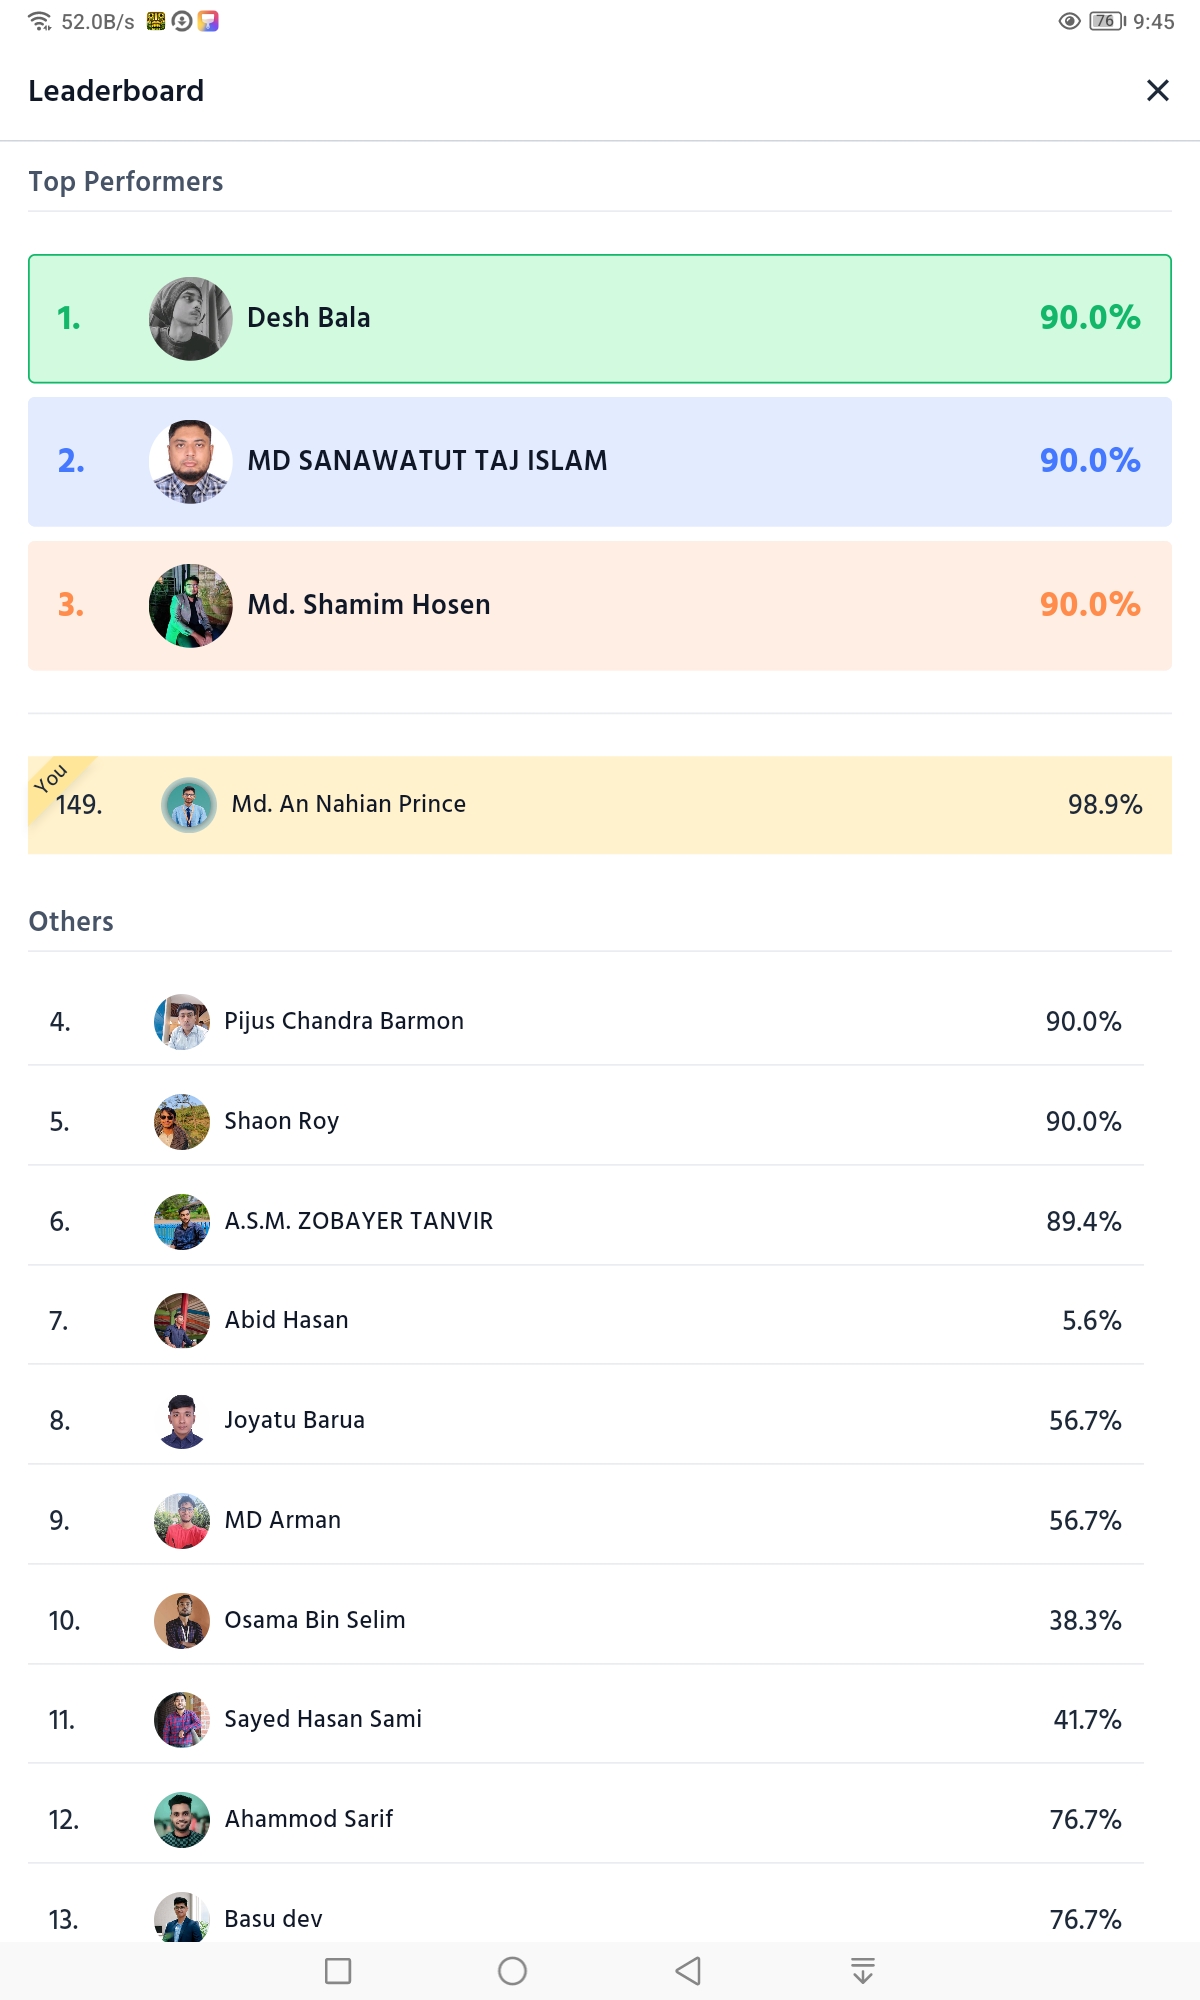 52.0B/s 76 9:45
Leaderboard
Top Performers
1. Desh Bala 90.0%
2. MD SANAWATUT TAJ ISLAM 90.0%
3. Md. Shamim Hosen 90.0%
You
149. Md. An Nahian Prince 98.9%
Others
4. Pijus Chandra Barmon 90.0%
5. Shaon Roy 90.0%
6. A.S.M. ZOBAYER TANVIR 89.4%
7. Abid Hasan 5.6%
8. Joyatu Barua 56.7%
9. MD Arman 56.7%
10. Osama Bin Selim 38.3%
11. Sayed Hasan Sami 41.7%
12. Ahammod Sarif 76.7%
13. Basu dev 76.7%